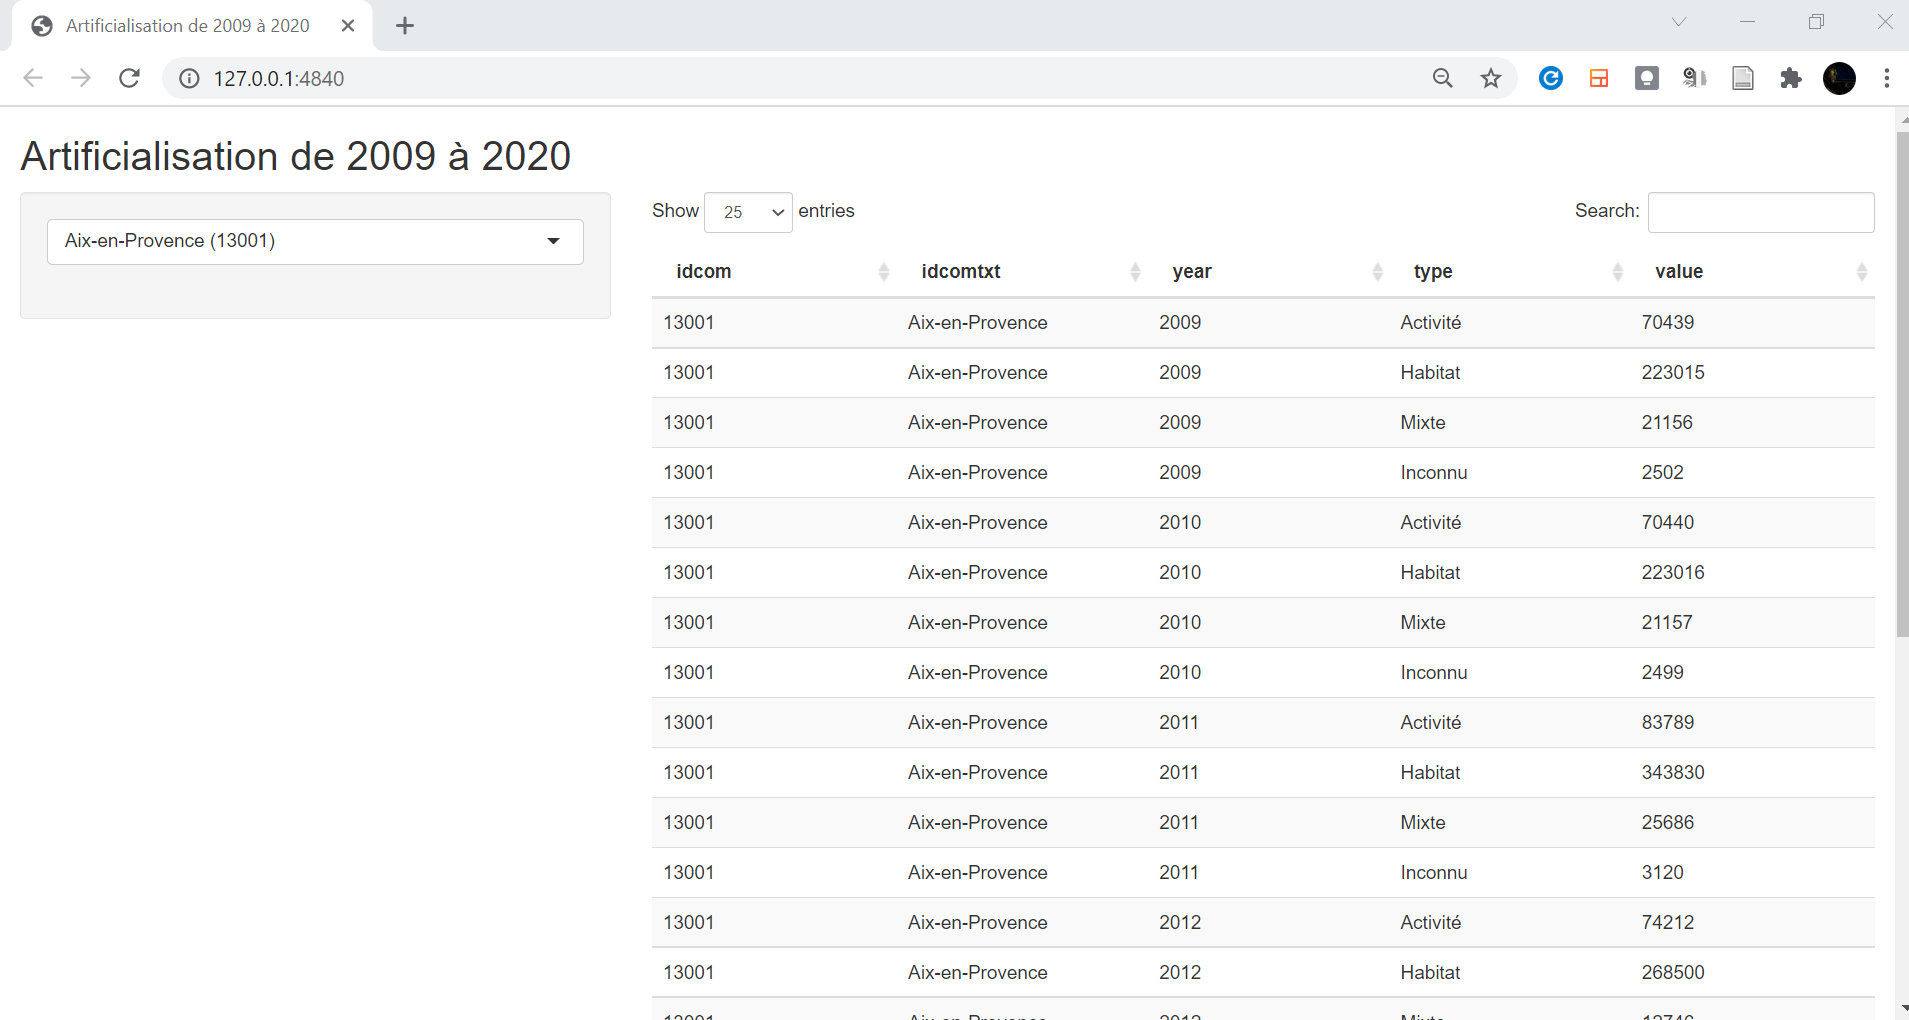 Artificialisation de 2009 à 2020
127.0.0.1:4840
Artificialisation de 2009 à 2020
Aix-en-Provence (13001)
Show 25 entries Search:
idcom idcomtxt year type value
13001 Aix-en-Provence 2009 Activité 70439
13001 Aix-en-Provence 2009 Habitat 223015
13001 Aix-en-Provence 2009 Mixte 21156
13001 Aix-en-Provence 2009 Inconnu 2502
13001 Aix-en-Provence 2010 Activité 70440
13001 Aix-en-Provence 2010 Habitat 223016
13001 Aix-en-Provence 2010 Mixte 21157
13001 Aix-en-Provence 2010 Inconnu 2499
13001 Aix-en-Provence 2011 Activité 83789
13001 Aix-en-Provence 2011 Habitat 343830
13001 Aix-en-Provence 2011 Mixte 25686
13001 Aix-en-Provence 2011 Inconnu 3120
13001 Aix-en-Provence 2012 Activité 74212
13001 Aix-en-Provence 2012 Habitat 268500
13001 Aix-en-Provence 2012 Mixte